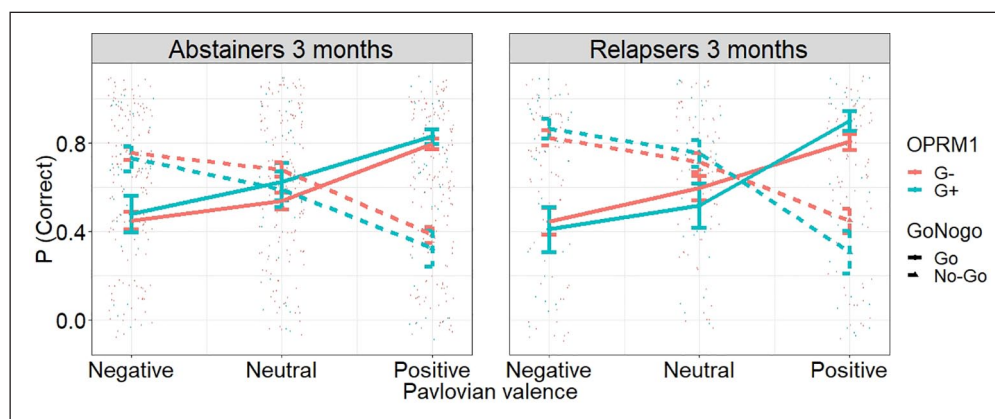 Abstainers 3 months
Relapsers 3 months
P (Correct)
0.8
0.4
0.0
Negative
Neutral
Positive
Negative
Neutral
Positive
Pavlovian valence
OPRM1
G-
G+
GoNogo
Go
No-Go